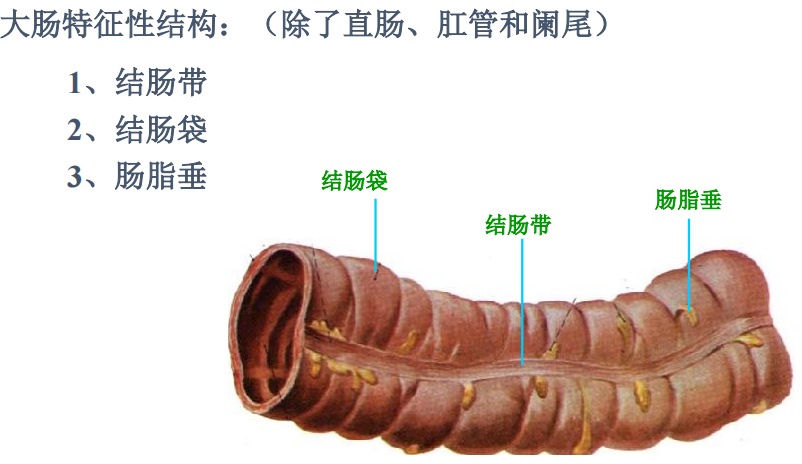 大肠特征性结构：（除了直肠、肛管和阑尾）
1、结肠带
2、结肠袋
3、肠脂垂
结肠袋
肠脂垂
结肠带